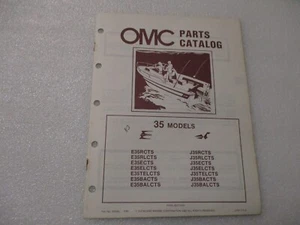 OMC PARTS
CATALOG
35 MODELS
E35RCTS J35RCTS
E35RLCTS J35RLCTS
E35ECTS J35ECTS
E35ELCTS J35ELCTS
E35TELCTS J35TELCTS
E35BACTS J35BACTS
E35BALCTS J35BALCTS